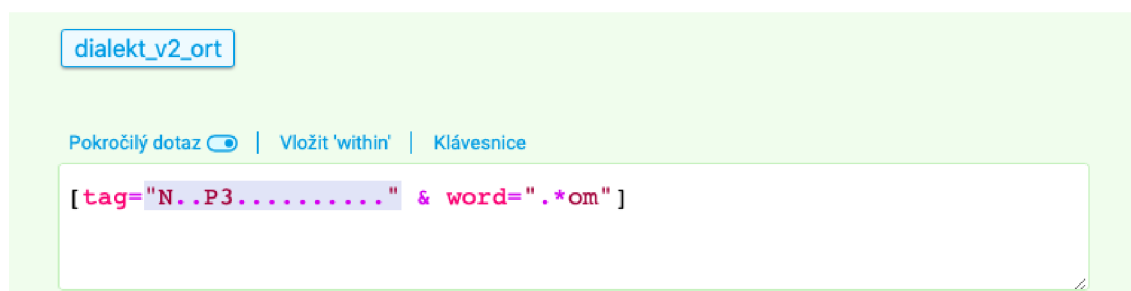 dialekt_v2_ort
Pokročilý dotaz | Vložit 'within' | Klávesnice
[tag="N..P3.........." & word=".*om"]